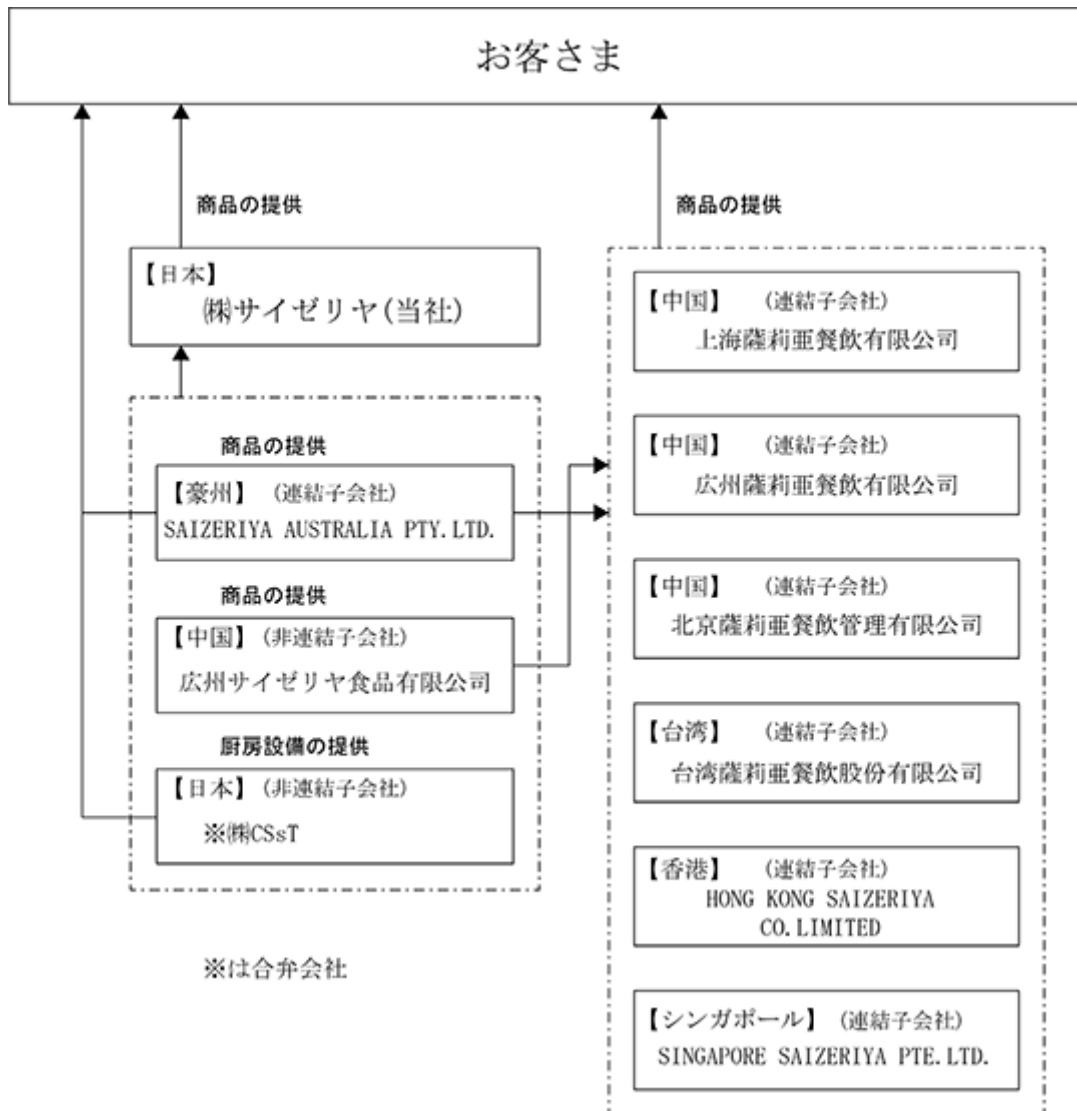 お客さま
商品の提供
【日本】
㈱サイゼリヤ(当社)
商品の提供
【豪州】 (連結子会社)
SAIZERIYA AUSTRALIA PTY.LTD.
商品の提供
【中国】 (非連結子会社)
広州サイゼリヤ食品有限公司
厨房設備の提供
【日本】 (非連結子会社)
※㈱CSsT
※は合弁会社
商品の提供
【中国】 (連結子会社)
上海薩莉亜餐飲有限公司
【中国】 (連結子会社)
広州薩莉亜餐飲有限公司
【中国】 (連結子会社)
北京薩莉亜餐飲管理有限公司
【台湾】 (連結子会社)
台湾薩莉亜餐飲股份有限公司
【香港】 (連結子会社)
HONG KONG SAIZERIYA
CO.LIMITED
【シンガポール】 (連結子会社)
SINGAPORE SAIZERIYA PTE.LTD.